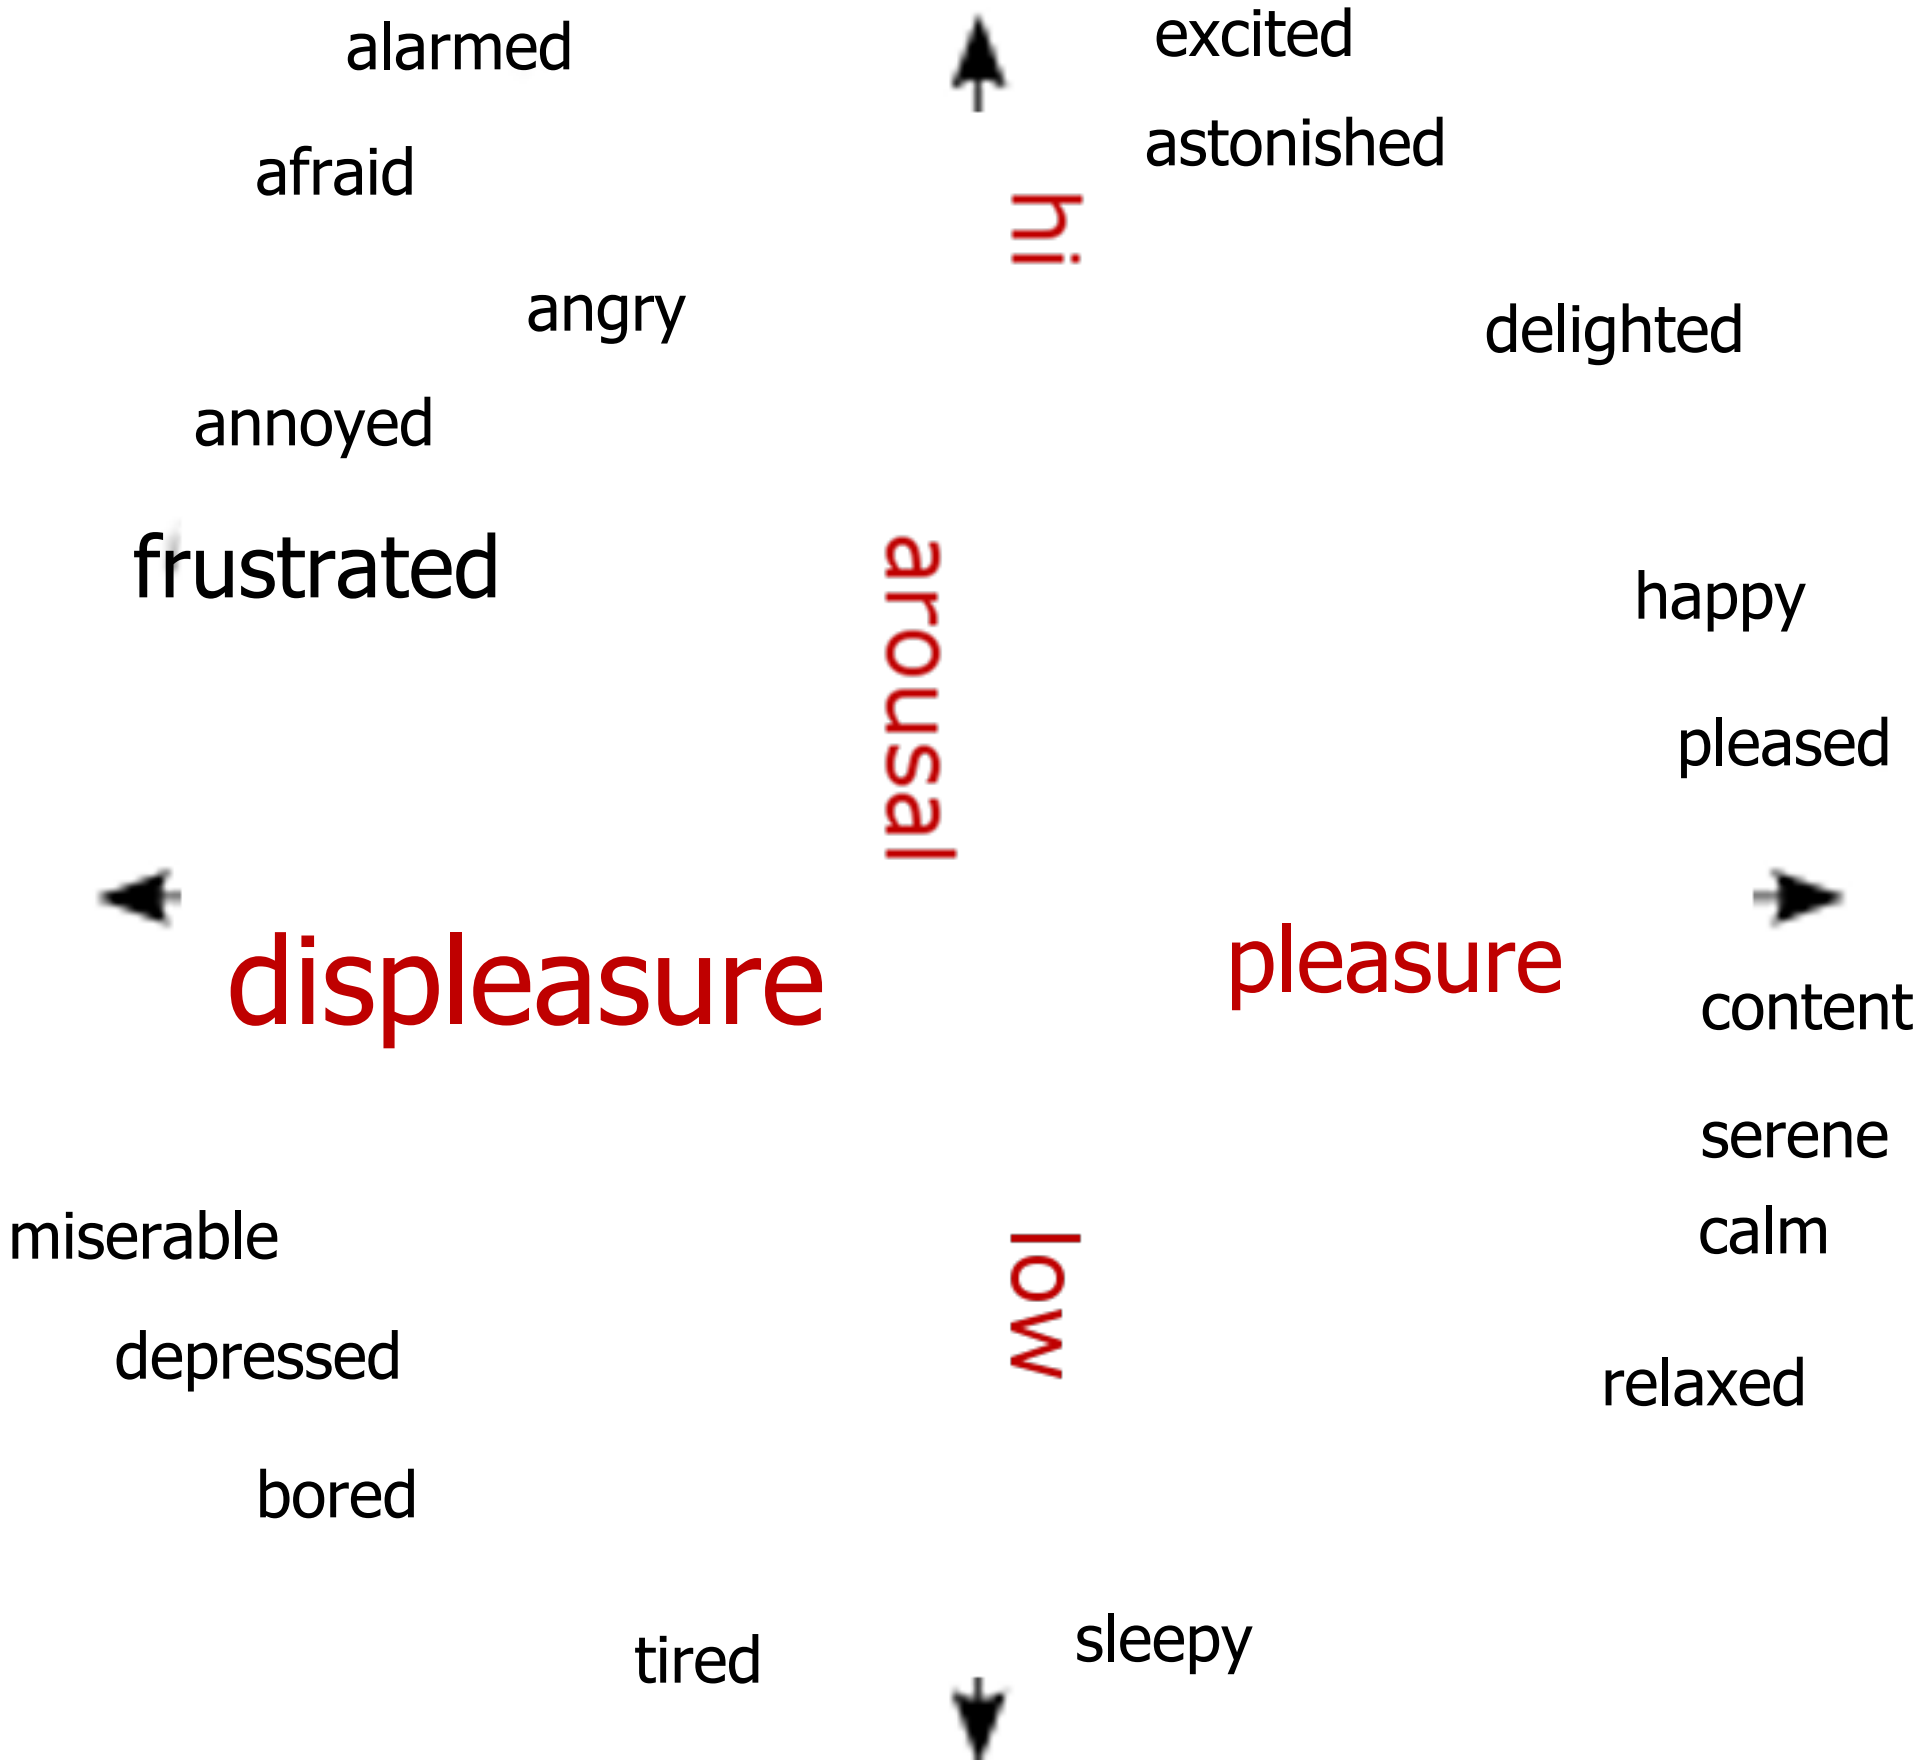 excited
alarmed
astonished
afraid
hi
angry
delighted
annoyed
frustrated
happy
arousal
pleased
displeasure
pleasure
content
serene
miserable
calm
low
depressed
relaxed
bored
sleepy
tired